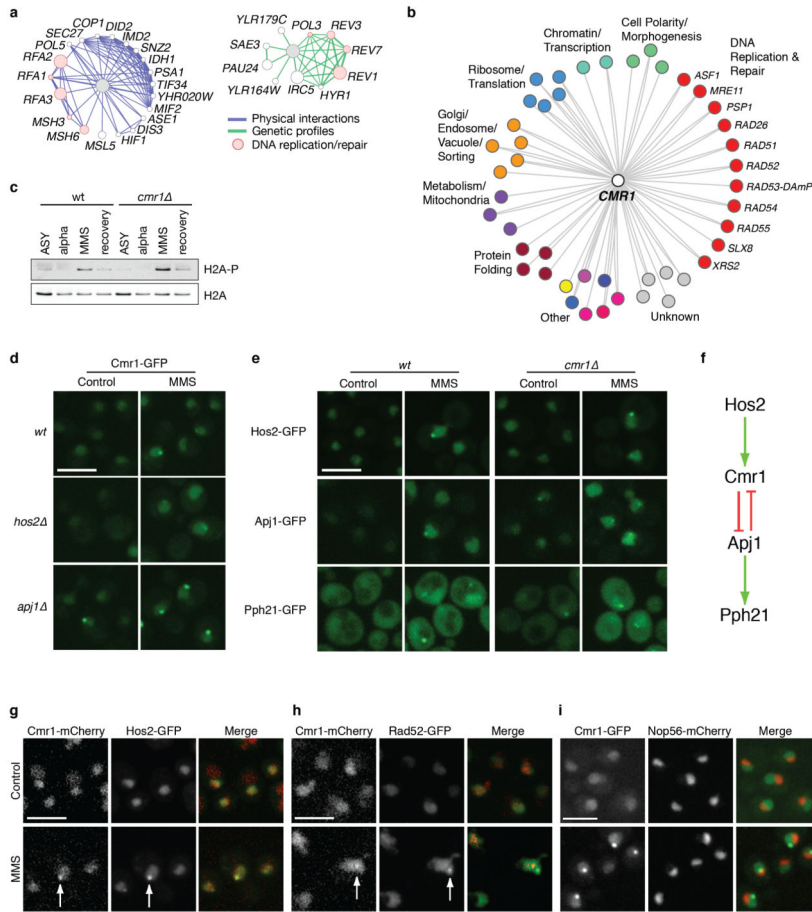 a
COP1
DID2
SEC27
IMD2
POL5
SNZ2
RFA2
IDH1
PSA1
RFA1
TIF34
YHR020W
RFA3
MIF2
ASE1
MSH3
DIS3
MSH6
HIF1
MSL5
YLR179C
POL3
REV3
SAE3
REV7
PAU24
REV1
YLR164W
IRC5
HYR1
Physical interactions
Genetic profiles
DNA replication/repair
b
Chromatin/
Transcription
Cell Polarity/
Morphogenesis
DNA
Replication &
Repair
Ribosome/
Translation
Golgi/
Endosome/
Vacuole/
Sorting
Metabolism/
Mitochondria
Protein
Folding
Other
Unknown
CMR1
ASF1
MRE11
PSP1
RAD26
RAD51
RAD52
RAD53-DAmP
RAD54
RAD55
SLX8
XRS2
c
wt cmr1Δ
ASY alpha MMS recovery ASY alpha MMS recovery
H2A-P
H2A
d
Cmr1-GFP
Control MMS
wt
hos2Δ
apj1Δ
e
wt cmr1Δ
Control MMS Control MMS
Hos2-GFP
Apj1-GFP
Pph21-GFP
f
Hos2
Cmr1
Apj1
Pph21
g
Cmr1-mCherry Hos2-GFP Merge
Control
MMS
h
Cmr1-mCherry Rad52-GFP Merge
i
Cmr1-GFP Nop56-mCherry Merge